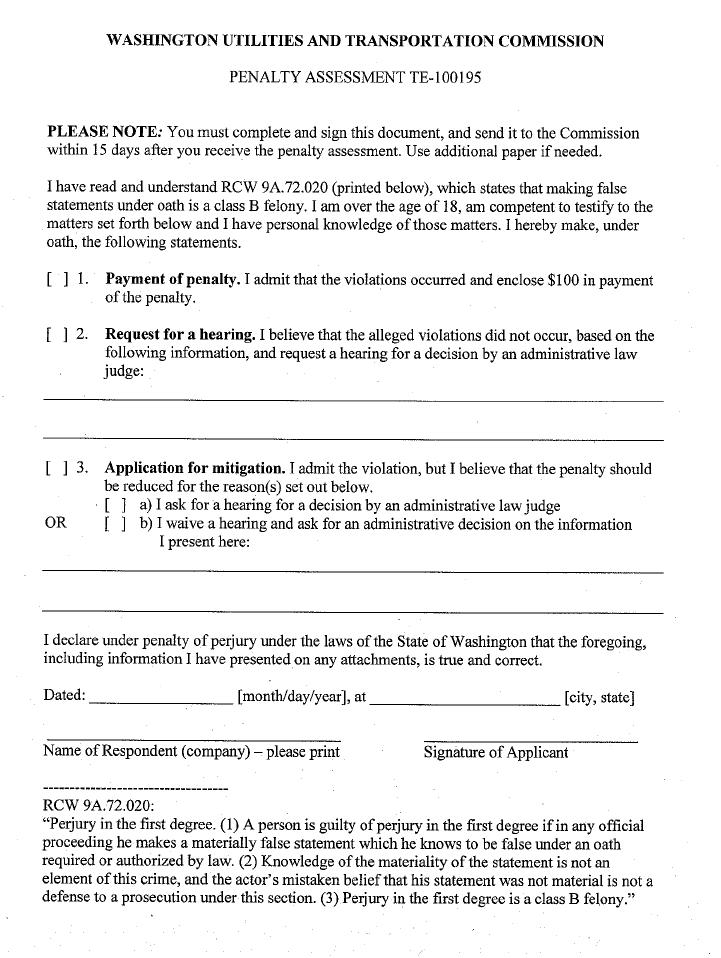 WASHINGTON UTILITIES AND TRANSPORTATION COMMISSION
PENALTY ASSESSMENT TE-100195
PLEASE NOTE: You must complete and sign this document, and send it to the Commission
within 15 days after you receive the penalty assessment. Use additional paper if needed.
I have read and understand RCW 9A.72.020 (printed below), which states that making false
statements under oath is a class B felony. I am over the age of 18, am competent to testify to the
matters set forth below and I have personal knowledge of those matters. I hereby make, under
oath, the following statements.
[ ] 1. Payment of penalty. I admit that the violations occurred and enclose $100 in payment
of the penalty.
[ ] 2. Request for a hearing. I believe that the alleged violations did not occur, based on the
following information, and request a hearing for a decision by an administrative law
judge:
[ ] 3. Application for mitigation. I admit the violation, but I believe that the penalty should
be reduced for the reason(s) set out below.
[ ] a) I ask for a hearing for a decision by an administrative law judge
OR [ ] b) I waive a hearing and ask for an administrative decision on the information
I present here:
I declare under penalty of perjury under the laws of the State of Washington that the foregoing,
including information I have presented on any attachments, is true and correct.
Dated: __________________ [month/day/year], at ________________________ [city, state]
Name of Respondent (company) – please print Signature of Applicant
-----------------------------------
RCW 9A.72.020:
“Perjury in the first degree. (1) A person is guilty of perjury in the first degree if in any official
proceeding he makes a materially false statement which he knows to be false under an oath
required or authorized by law. (2) Knowledge of the materiality of the statement is not an
element of this crime, and the actor’s mistaken belief that his statement was not material is not a
defense to a prosecution under this section. (3) Perjury in the first degree is a class B felony.”